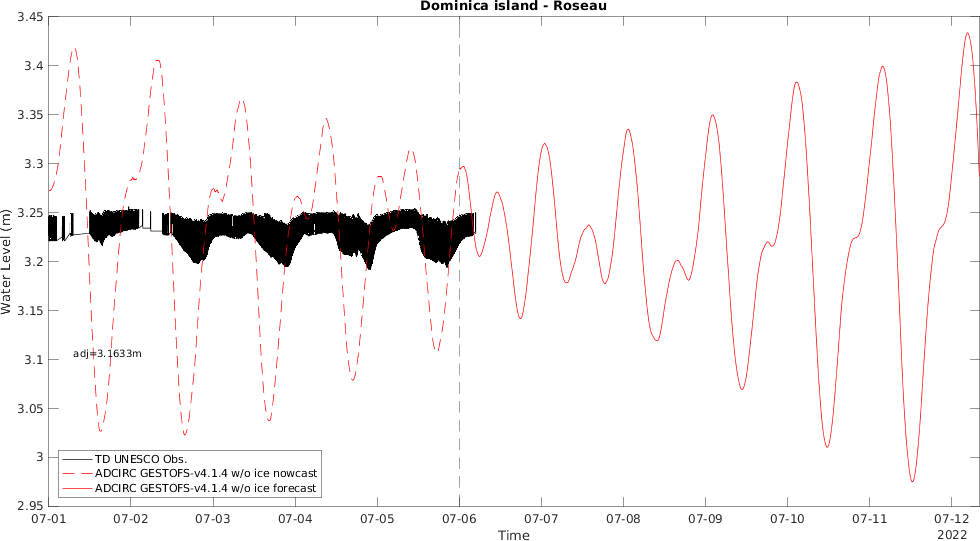 Dominica island - Roseau
3.45
3.4
3.35
3.3
3.25
3.2
3.15
3.1
3.05
3
2.95
Water Level (m)
adj=3.1633m
TD UNESCO Obs.
ADCIRC GESTOFS-v4.1.4 w/o ice nowcast
ADCIRC GESTOFS-v4.1.4 w/o ice forecast
07-01 07-02 07-03 07-04 07-05 07-06 07-07 07-08 07-09 07-10 07-11 07-12
Time
2022